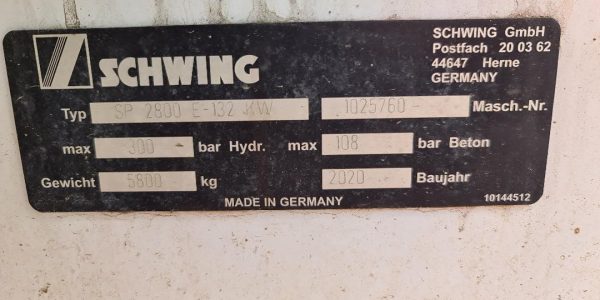 SCHWING
SCHWING GmbH
Postfach 20 03 62
44647 Herne
GERMANY
Typ SP 2800 E-132 KW 1025760- Masch.-Nr.
max 300 bar Hydr. max 108 bar Beton
Gewicht 5800 kg 2020 Baujahr
MADE IN GERMANY
10144512